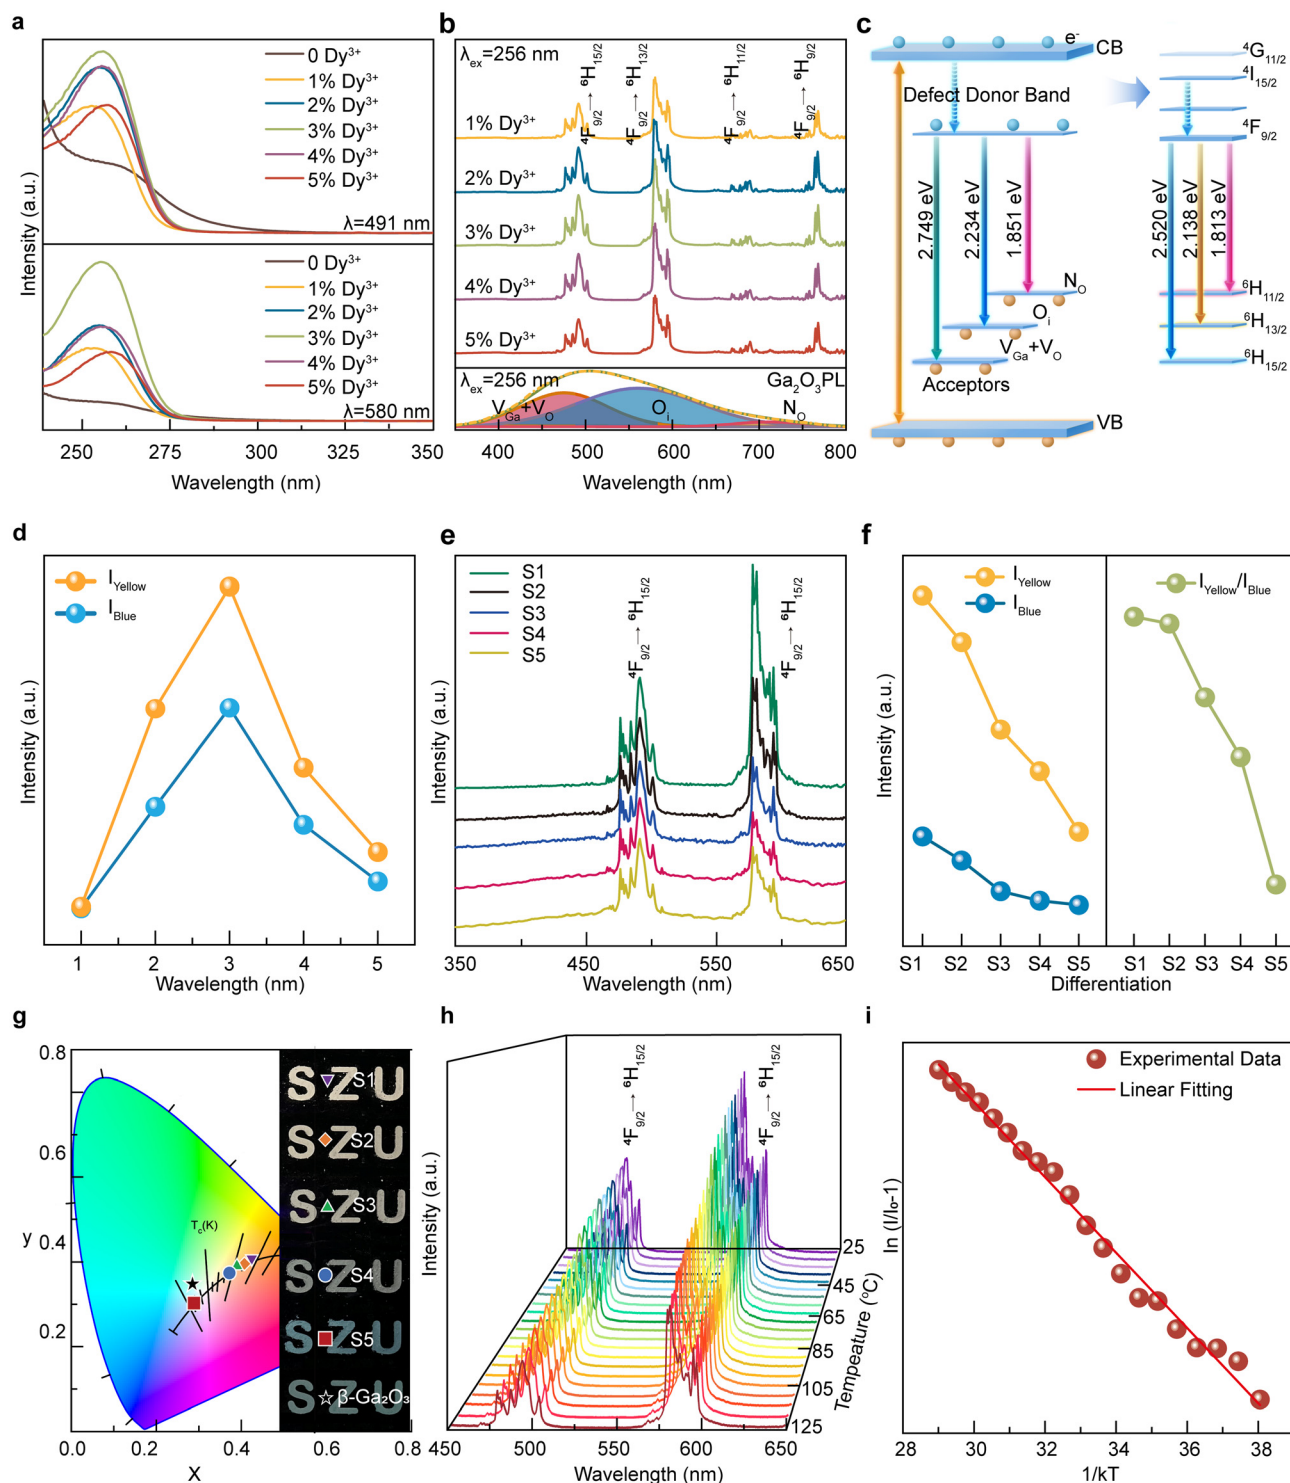 a
0 Dy³⁺
1% Dy³⁺
2% Dy³⁺
3% Dy³⁺
4% Dy³⁺
5% Dy³⁺
λ=491 nm
0 Dy³⁺
1% Dy³⁺
2% Dy³⁺
3% Dy³⁺
4% Dy³⁺
5% Dy³⁺
λ=580 nm
Intensity (a.u.)
250 275 300 325 350
Wavelength (nm)
b
λex=256 nm
⁴F9/2→⁶H15/2
⁴F9/2→⁶H13/2
⁴F9/2→⁶H11/2
⁴F9/2→⁶H9/2
1% Dy³⁺
2% Dy³⁺
3% Dy³⁺
4% Dy³⁺
5% Dy³⁺
λex=256 nm
Ga₂O₃PL
VGa+VO
Oi
NO
400 500 600 700 800
Wavelength (nm)
c
e⁻
CB
Defect Donor Band
2.749 eV
2.234 eV
1.851 eV
NO
Oi
VGa+VO
Acceptors
VB
⁴G11/2
⁴I15/2
⁴F9/2
2.520 eV
2.138 eV
1.813 eV
⁶H11/2
⁶H13/2
⁶H15/2
d
IYellow
IBlue
Intensity (a.u.)
1 2 3 4 5
Wavelength (nm)
e
S1
S2
S3
S4
S5
⁴F9/2→⁶H15/2
⁴F9/2→⁶H15/2
Intensity (a.u.)
350 450 550 650
Wavelength (nm)
f
IYellow
IBlue
IYellow/IBlue
Intensity (a.u.)
S1 S2 S3 S4 S5 S1 S2 S3 S4 S5
Differentiation
g
0.8
0.6
0.4
0.2
y
Tc(K)
SZU S1
SZU S2
SZU S3
SZU S4
SZU S5
SZU β-Ga₂O₃
0.0 0.2 0.4 0.6 0.8
X
h
⁴F9/2→⁶H15/2
⁴F9/2→⁶H15/2
Intensity (a.u.)
25
45
65
85
105
125
Tempeature (°C)
450 500 550 600 650
Wavelength (nm)
i
Experimental Data
Linear Fitting
ln (I/I₀-1)
28 30 32 34 36 38
1/kT